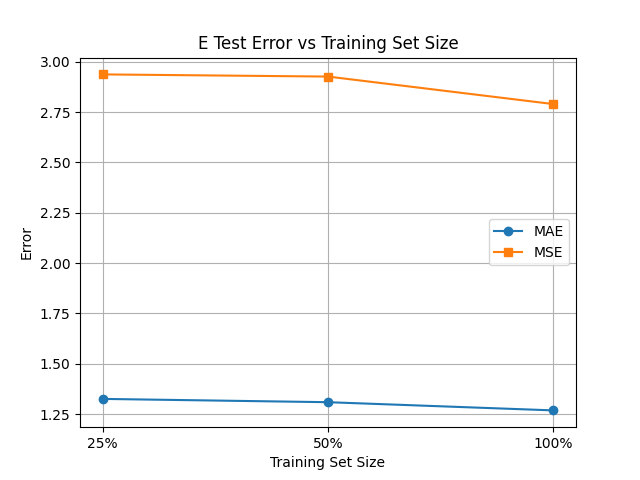 E Test Error vs Training Set Size
3.00
2.75
2.50
2.25
2.00
1.75
1.50
1.25
Error
MAE
MSE
25% 50% 100%
Training Set Size